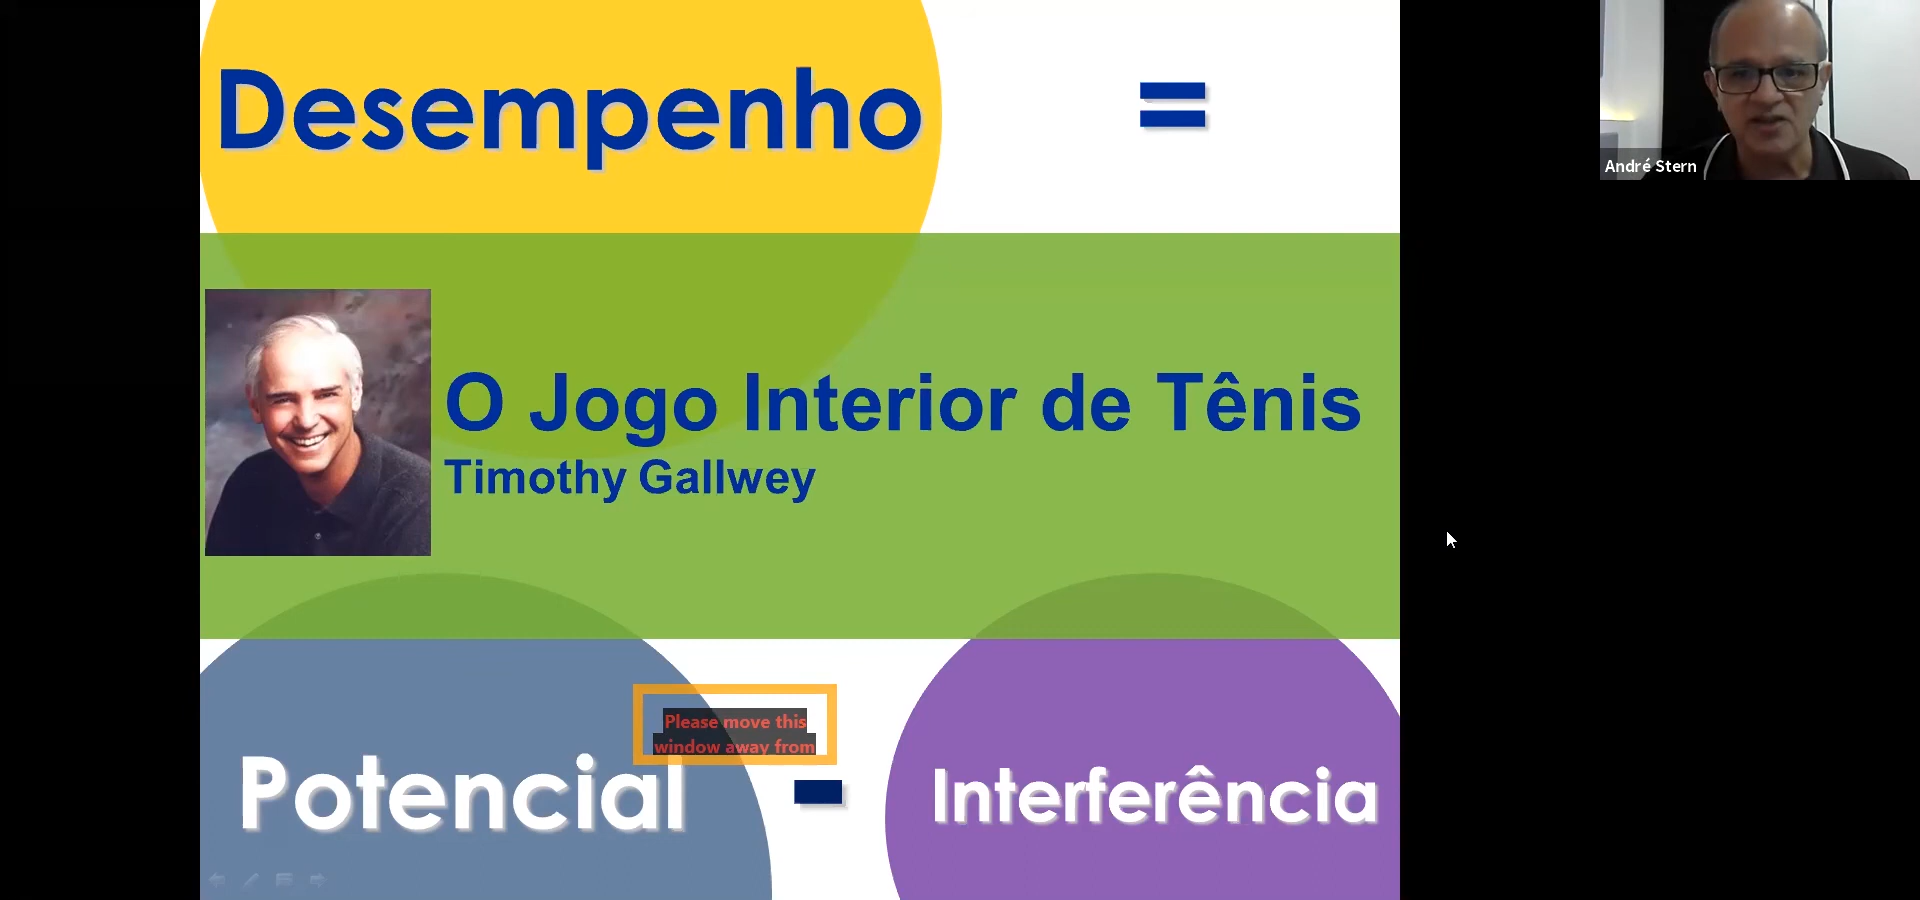 Desempenho =
André Stern
O Jogo Interior de Tênis
Timothy Gallwey
Please move this
window away from
Potencial - Interferência